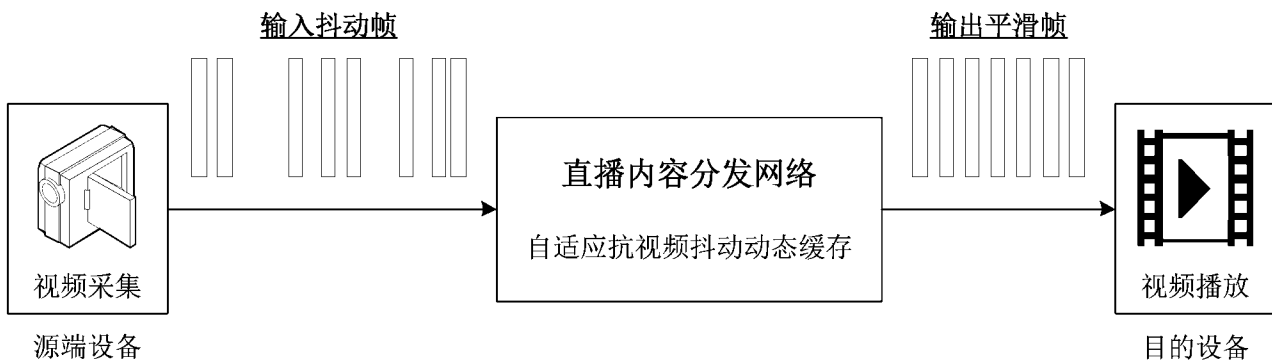 输入抖动帧
输出平滑帧
直播内容分发网络
自适应抗视频抖动动态缓存
视频采集
视频播放
源端设备
目的设备